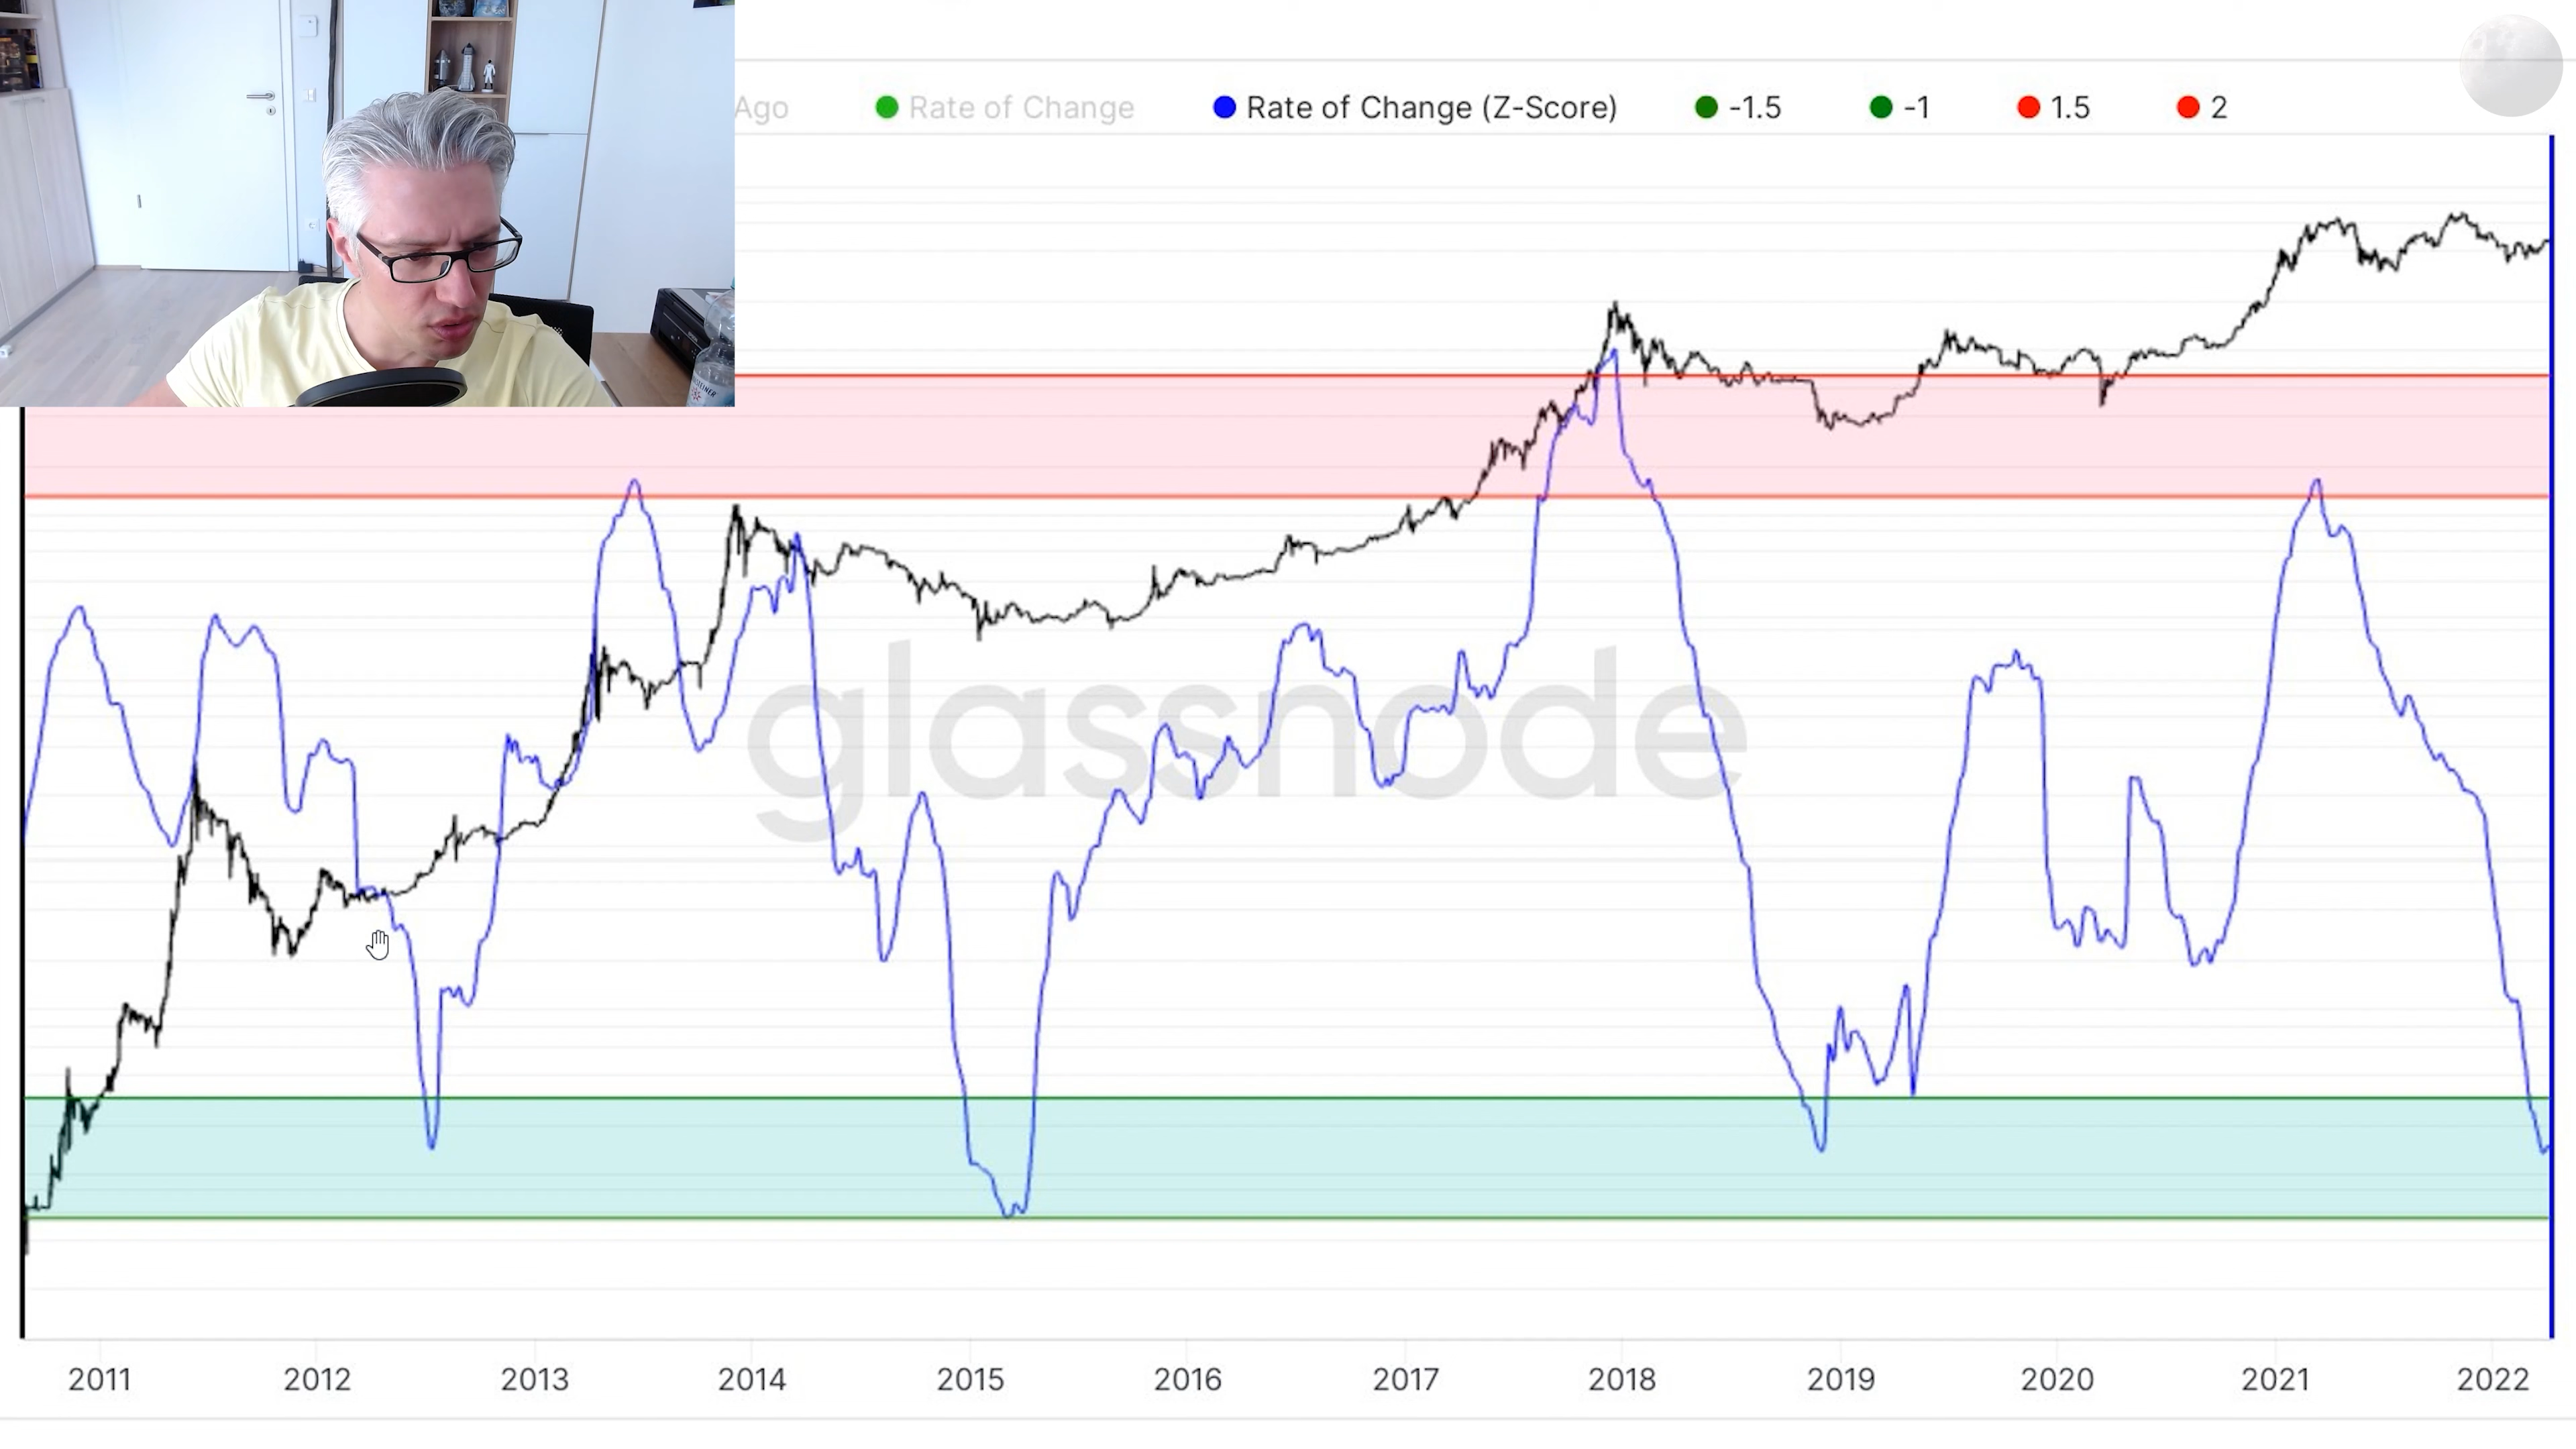 Ago Rate of Change Rate of Change (Z-Score) -1.5 -1 1.5 2
glassnode
2011 2012 2013 2014 2015 2016 2017 2018 2019 2020 2021 2022